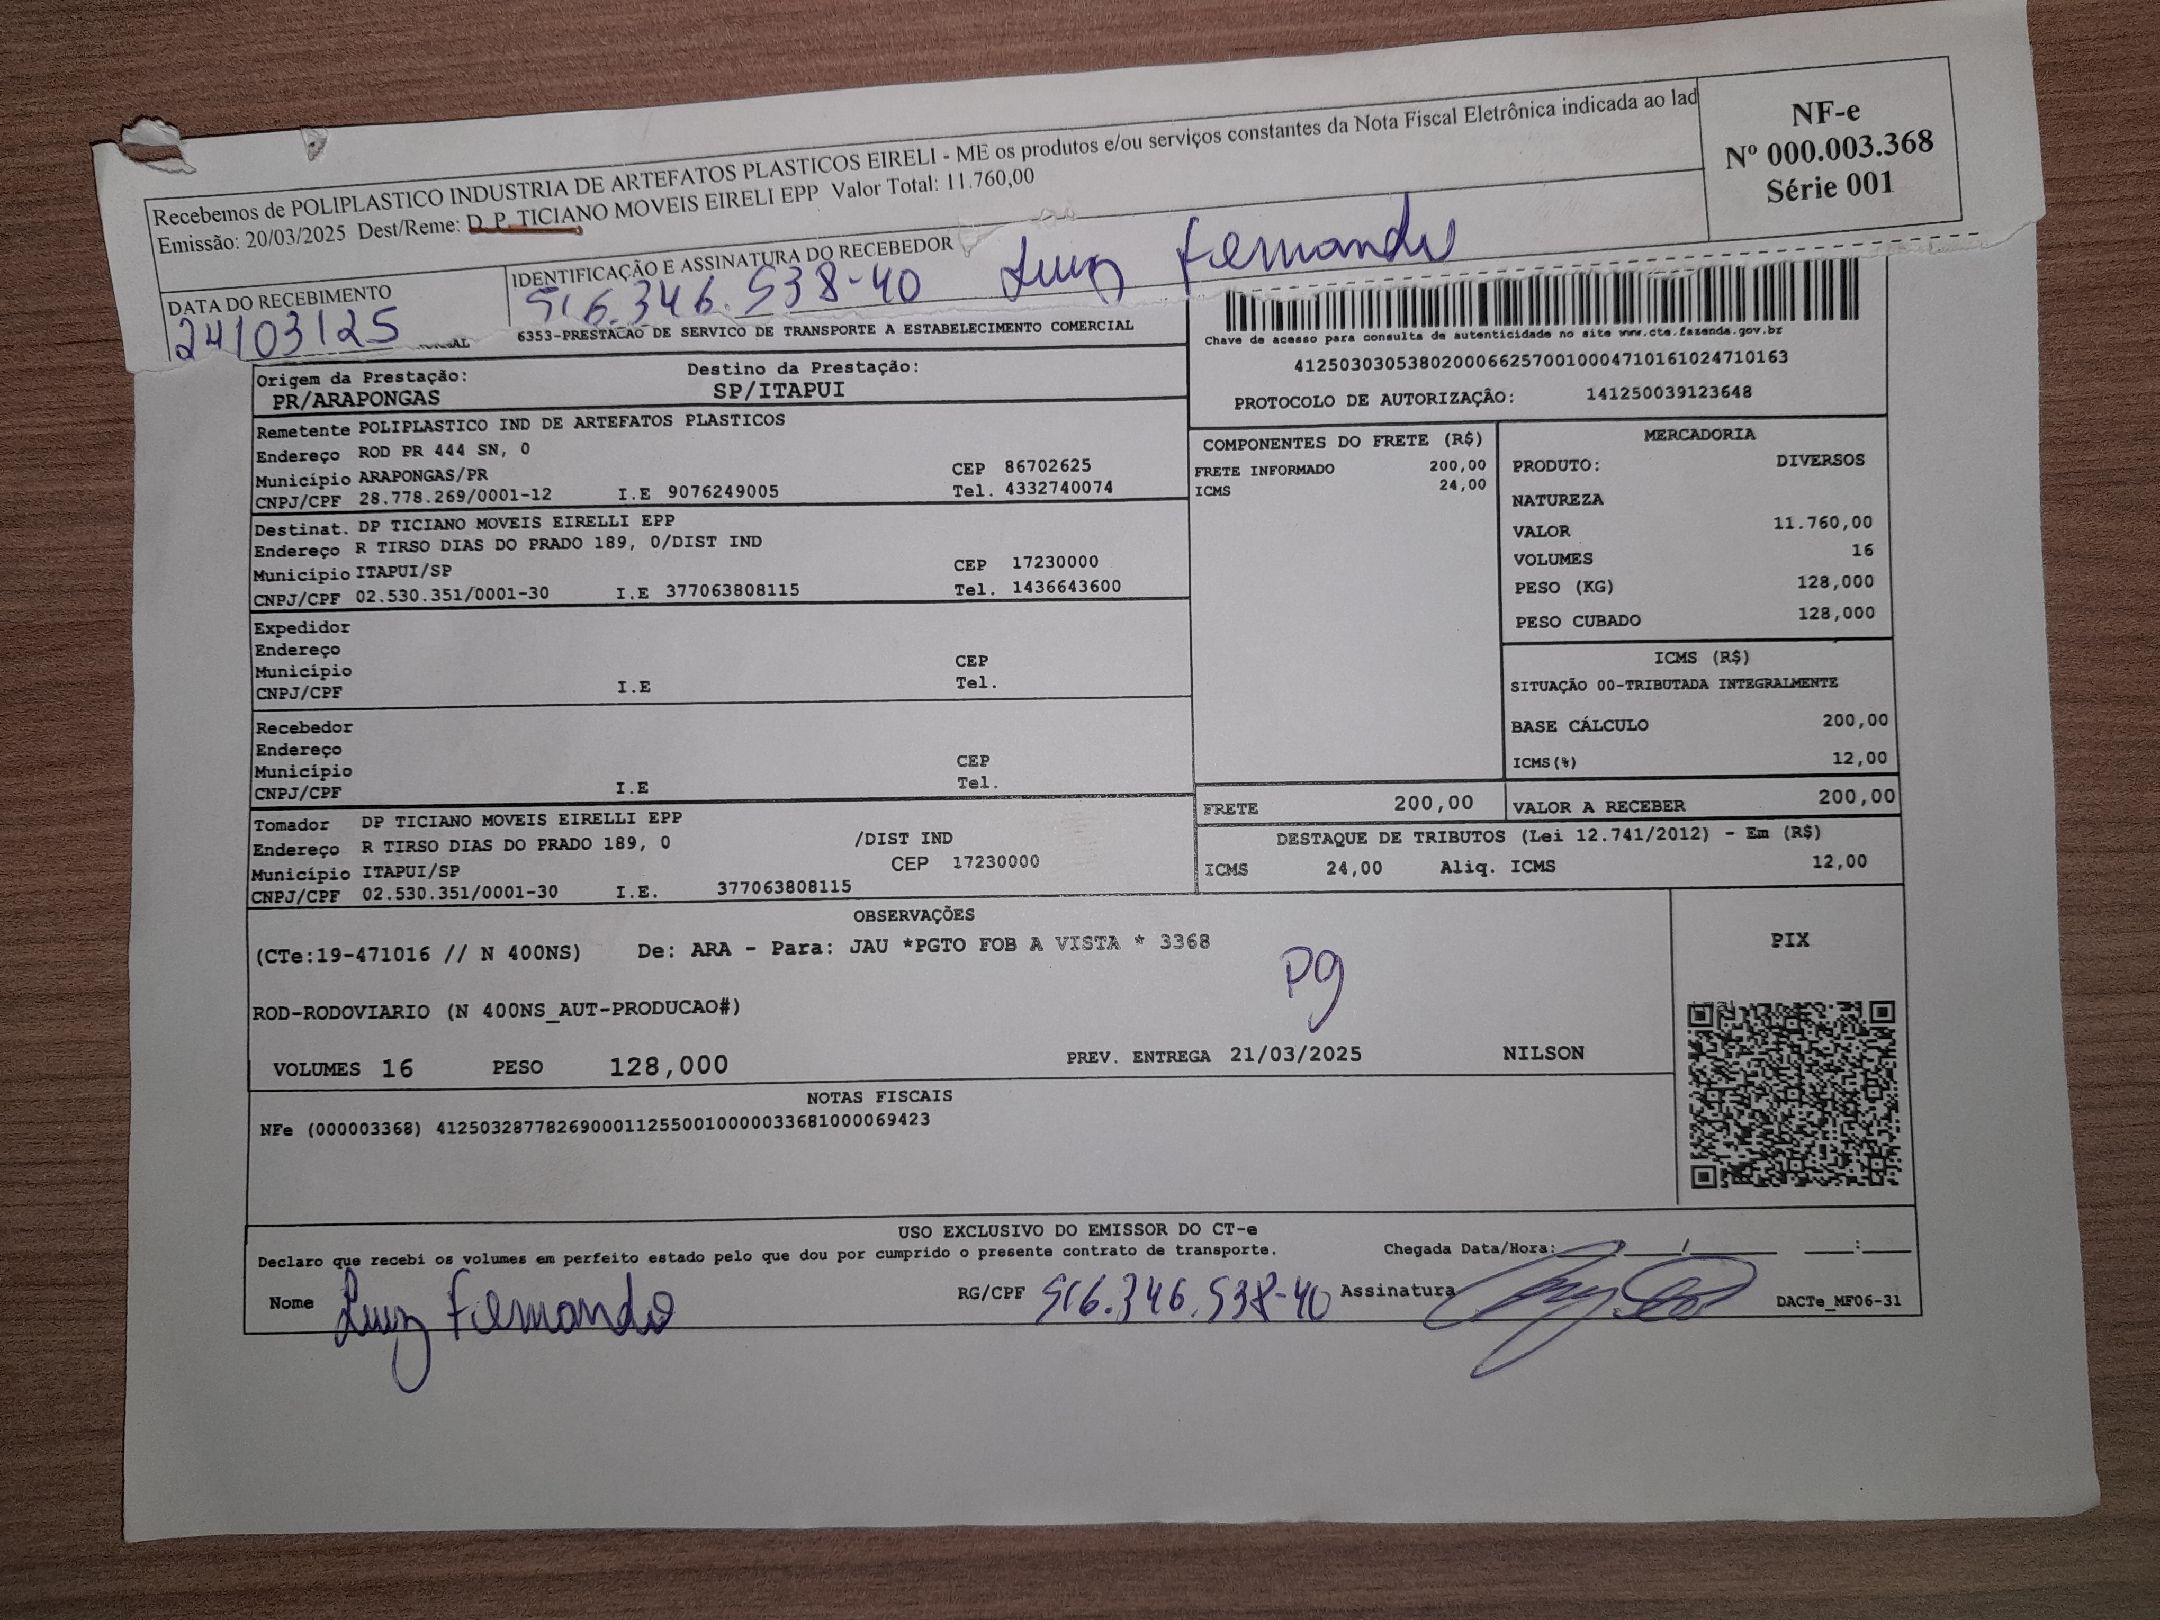 Recebemos de POLIPLASTICO INDUSTRIA DE ARTEFATOS PLASTICOS EIRELI - ME os produtos e/ou serviços constantes da Nota Fiscal Eletrônica indicada ao lad
Emissão: 20/03/2025 Dest/Reme: D. P. TICIANO MOVEIS EIRELI EPP Valor Total: 11.760,00
NF-e
Nº 000.003.368
Série 001
DATA DO RECEBIMENTO
24/03/25
IDENTIFICAÇÃO E ASSINATURA DO RECEBEDOR
516.346.538-40 Luiz Fernando
6353-PRESTACAO DE SERVICO DE TRANSPORTE A ESTABELECIMENTO COMERCIAL
Chave de acesso para consulta de autenticidade no site www.cte.fazenda.gov.br
41250303053802000662570010004710161024710163
PROTOCOLO DE AUTORIZAÇÃO: 141250039123648
Origem da Prestação: Destino da Prestação:
PR/ARAPONGAS SP/ITAPUI
Remetente POLIPLASTICO IND DE ARTEFATOS PLASTICOS
Endereço ROD PR 444 SN, 0
Município ARAPONGAS/PR CEP 86702625
CNPJ/CPF 28.778.269/0001-12 I.E 9076249005 Tel. 4332740074
Destinat. DP TICIANO MOVEIS EIRELLI EPP
Endereço R TIRSO DIAS DO PRADO 189, 0/DIST IND
Município ITAPUI/SP CEP 17230000
CNPJ/CPF 02.530.351/0001-30 I.E 377063808115 Tel. 1436643600
Expedidor
Endereço
Município CEP
CNPJ/CPF I.E Tel.
Recebedor
Endereço
Município CEP
CNPJ/CPF I.E Tel.
Tomador DP TICIANO MOVEIS EIRELLI EPP
Endereço R TIRSO DIAS DO PRADO 189, 0 /DIST IND
Município ITAPUI/SP CEP 17230000
CNPJ/CPF 02.530.351/0001-30 I.E. 377063808115
COMPONENTES DO FRETE (R$)
FRETE INFORMADO 200,00
ICMS 24,00
MERCADORIA
PRODUTO: DIVERSOS
NATUREZA
VALOR 11.760,00
VOLUMES 16
PESO (KG) 128,000
PESO CUBADO 128,000
ICMS (R$)
SITUAÇÃO 00-TRIBUTADA INTEGRALMENTE
BASE CÁLCULO 200,00
ICMS(%) 12,00
FRETE 200,00 VALOR A RECEBER 200,00
DESTAQUE DE TRIBUTOS (Lei 12.741/2012) - Em (R$)
ICMS 24,00 Aliq. ICMS 12,00
OBSERVAÇÕES
(CTe:19-471016 // N 400NS) De: ARA - Para: JAU *PGTO FOB A VISTA * 3368
Pg
ROD-RODOVIARIO (N 400NS_AUT-PRODUCAO#)
VOLUMES 16 PESO 128,000 PREV. ENTREGA 21/03/2025 NILSON
PIX
NOTAS FISCAIS
NFe (000003368) 41250328778269000112550010000033681000069423
USO EXCLUSIVO DO EMISSOR DO CT-e
Declaro que recebi os volumes em perfeito estado pelo que dou por cumprido o presente contrato de transporte. Chegada Data/Hora: / :
Nome Luiz Fernando RG/CPF 516.346.538-40 Assinatura
DACTe_MF06-31